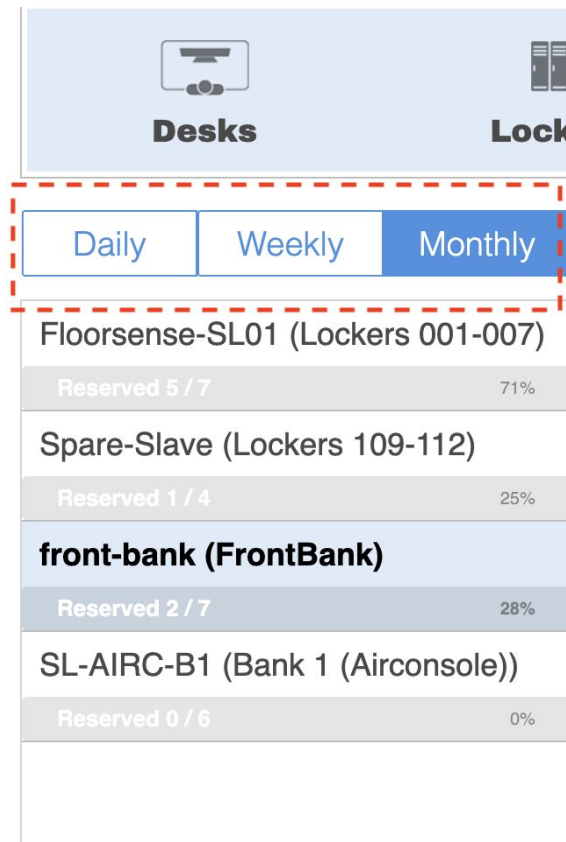 Desks Lock
Daily Weekly Monthly
Floorsense-SL01 (Lockers 001-007)
Reserved 5 / 7 71%
Spare-Slave (Lockers 109-112)
Reserved 1 / 4 25%
front-bank (FrontBank)
Reserved 2 / 7 28%
SL-AIRC-B1 (Bank 1 (Airconsole))
Reserved 0 / 6 0%